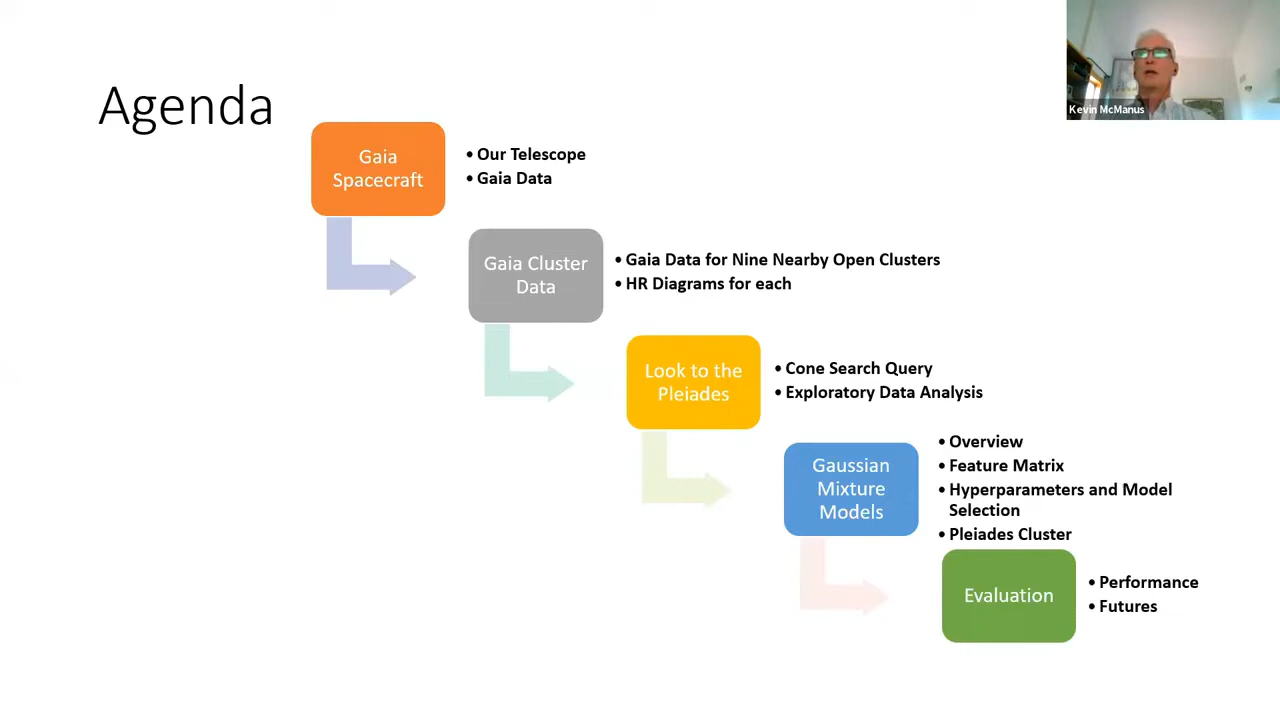 Agenda
Kevin McManus
Gaia
Spacecraft
• Our Telescope
• Gaia Data
Gaia Cluster
Data
• Gaia Data for Nine Nearby Open Clusters
• HR Diagrams for each
Look to the
Pleiades
• Cone Search Query
• Exploratory Data Analysis
Gaussian
Mixture
Models
• Overview
• Feature Matrix
• Hyperparameters and Model
Selection
• Pleiades Cluster
Evaluation
• Performance
• Futures